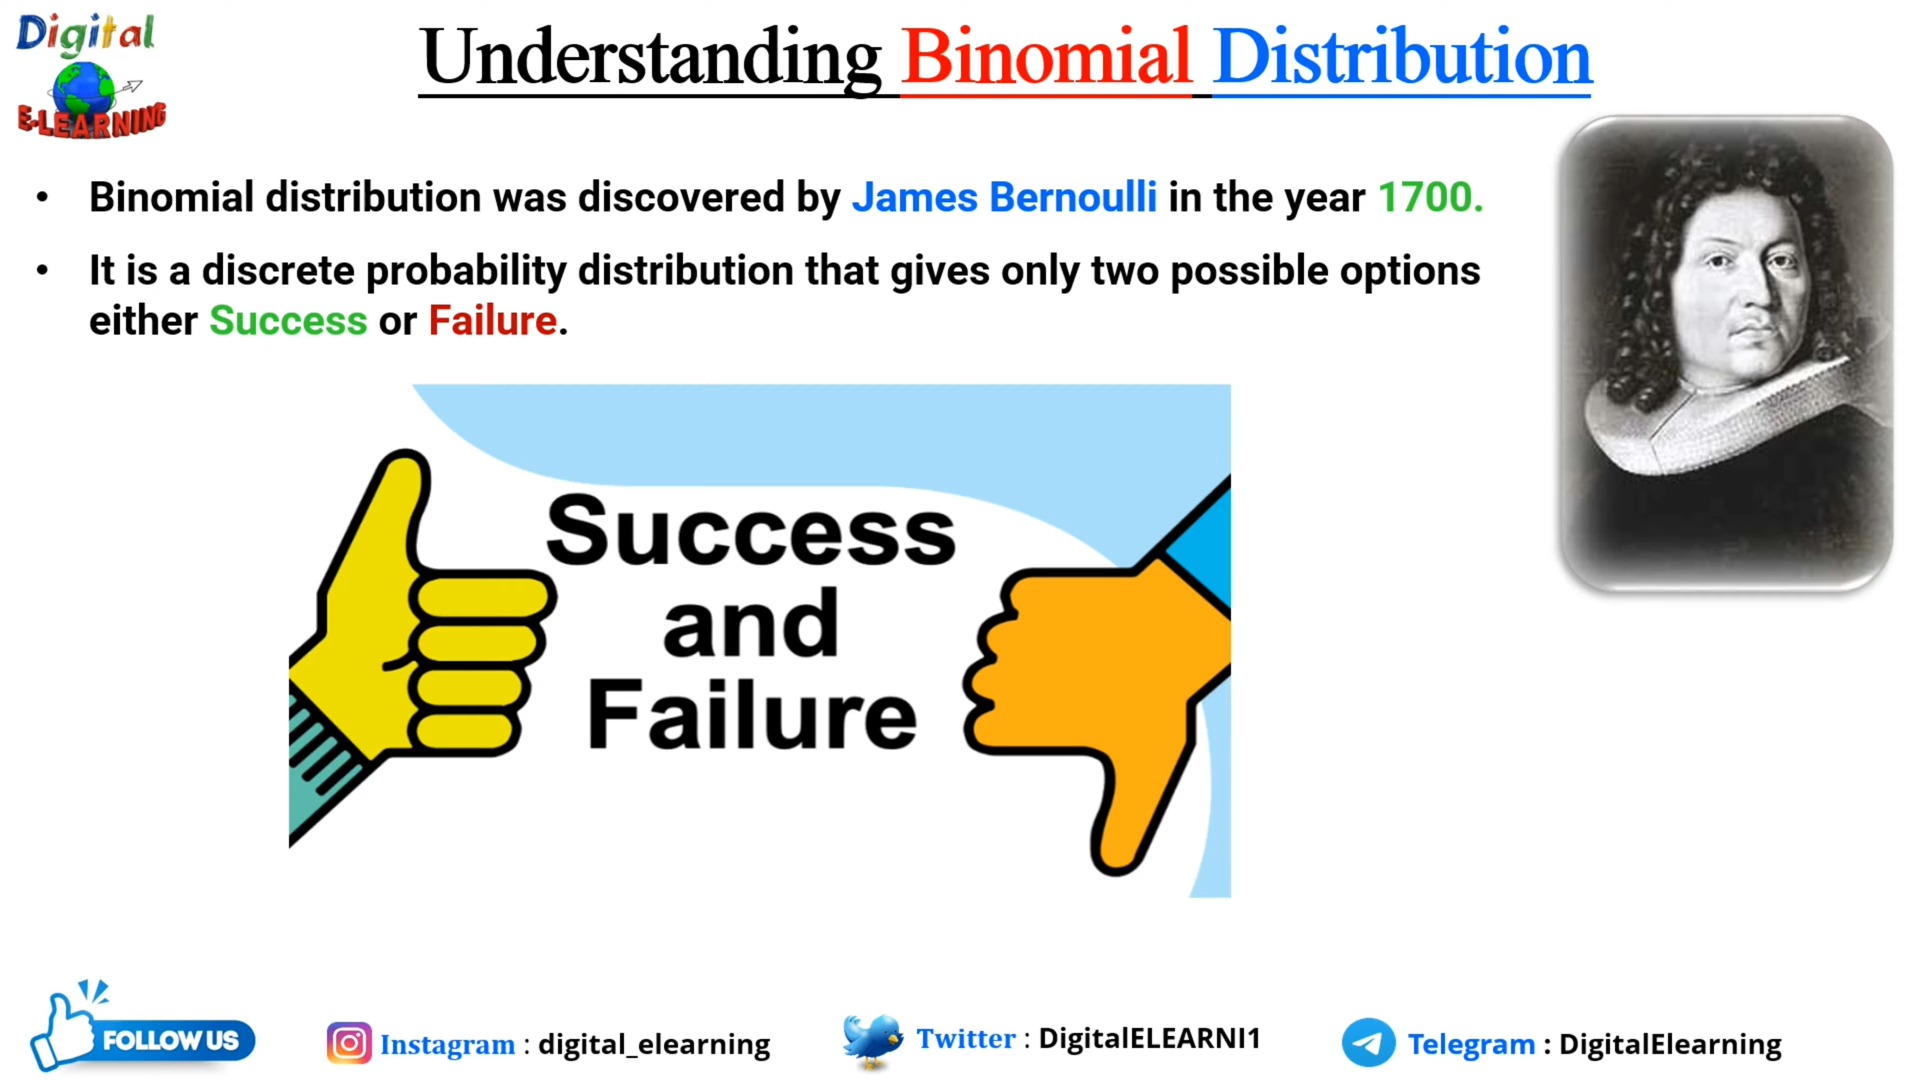 Digital
E-LEARNING
Understanding Binomial Distribution
• Binomial distribution was discovered by James Bernoulli in the year 1700.
• It is a discrete probability distribution that gives only two possible options
either Success or Failure.
Success
and
Failure
FOLLOW US
Instagram : digital_elearning
Twitter : DigitalELEARNI1
Telegram : DigitalElearning